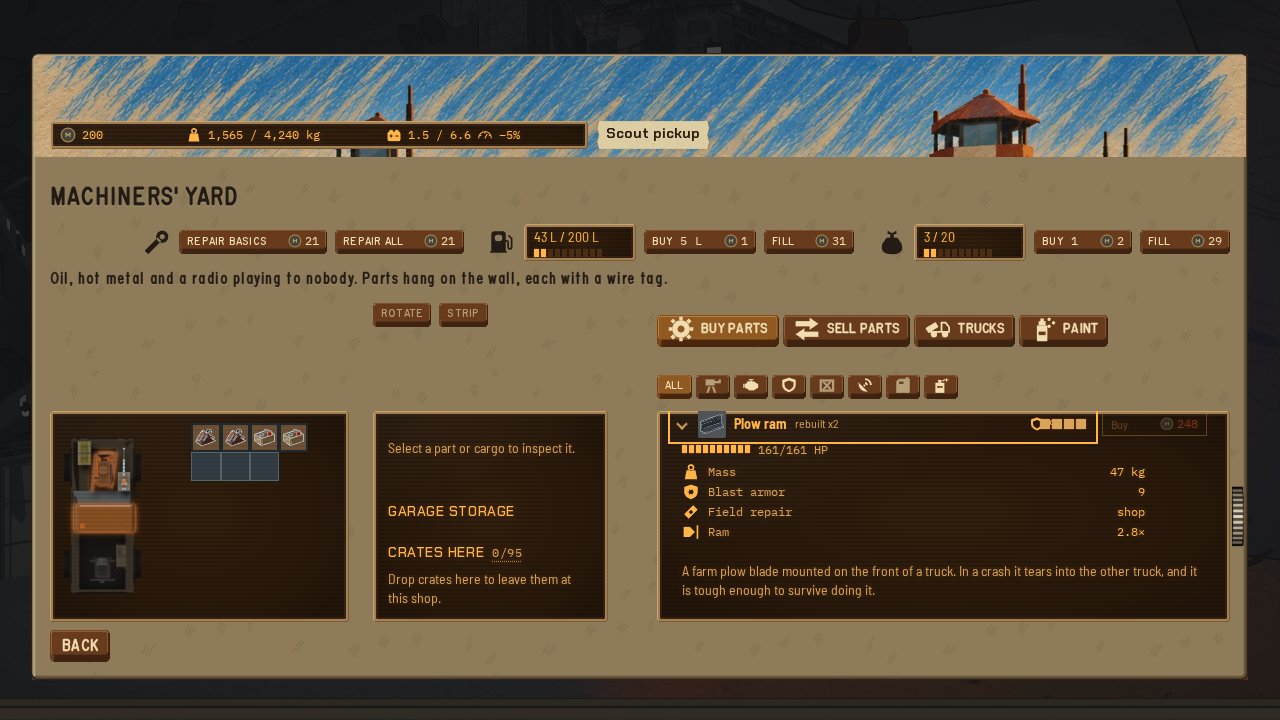 200
1,565 / 4,240 kg
1.5 / 6.6
-5%
Scout pickup
MACHINERS' YARD
REPAIR BASICS 21
REPAIR ALL 21
43 L / 200 L
BUY 5 L 1
FILL 31
3 / 20
BUY 1 2
FILL 29
Oil, hot metal and a radio playing to nobody. Parts hang on the wall, each with a wire tag.
ROTATE
STRIP
BUY PARTS
SELL PARTS
TRUCKS
PAINT
ALL
Select a part or cargo to inspect it.
GARAGE STORAGE
CRATES HERE 0/95
Drop crates here to leave them at
this shop.
Plow ram rebuilt x2
Buy 248
161/161 HP
Mass 47 kg
Blast armor 9
Field repair shop
Ram 2.8×
A farm plow blade mounted on the front of a truck. In a crash it tears into the other truck, and it
is tough enough to survive doing it.
BACK